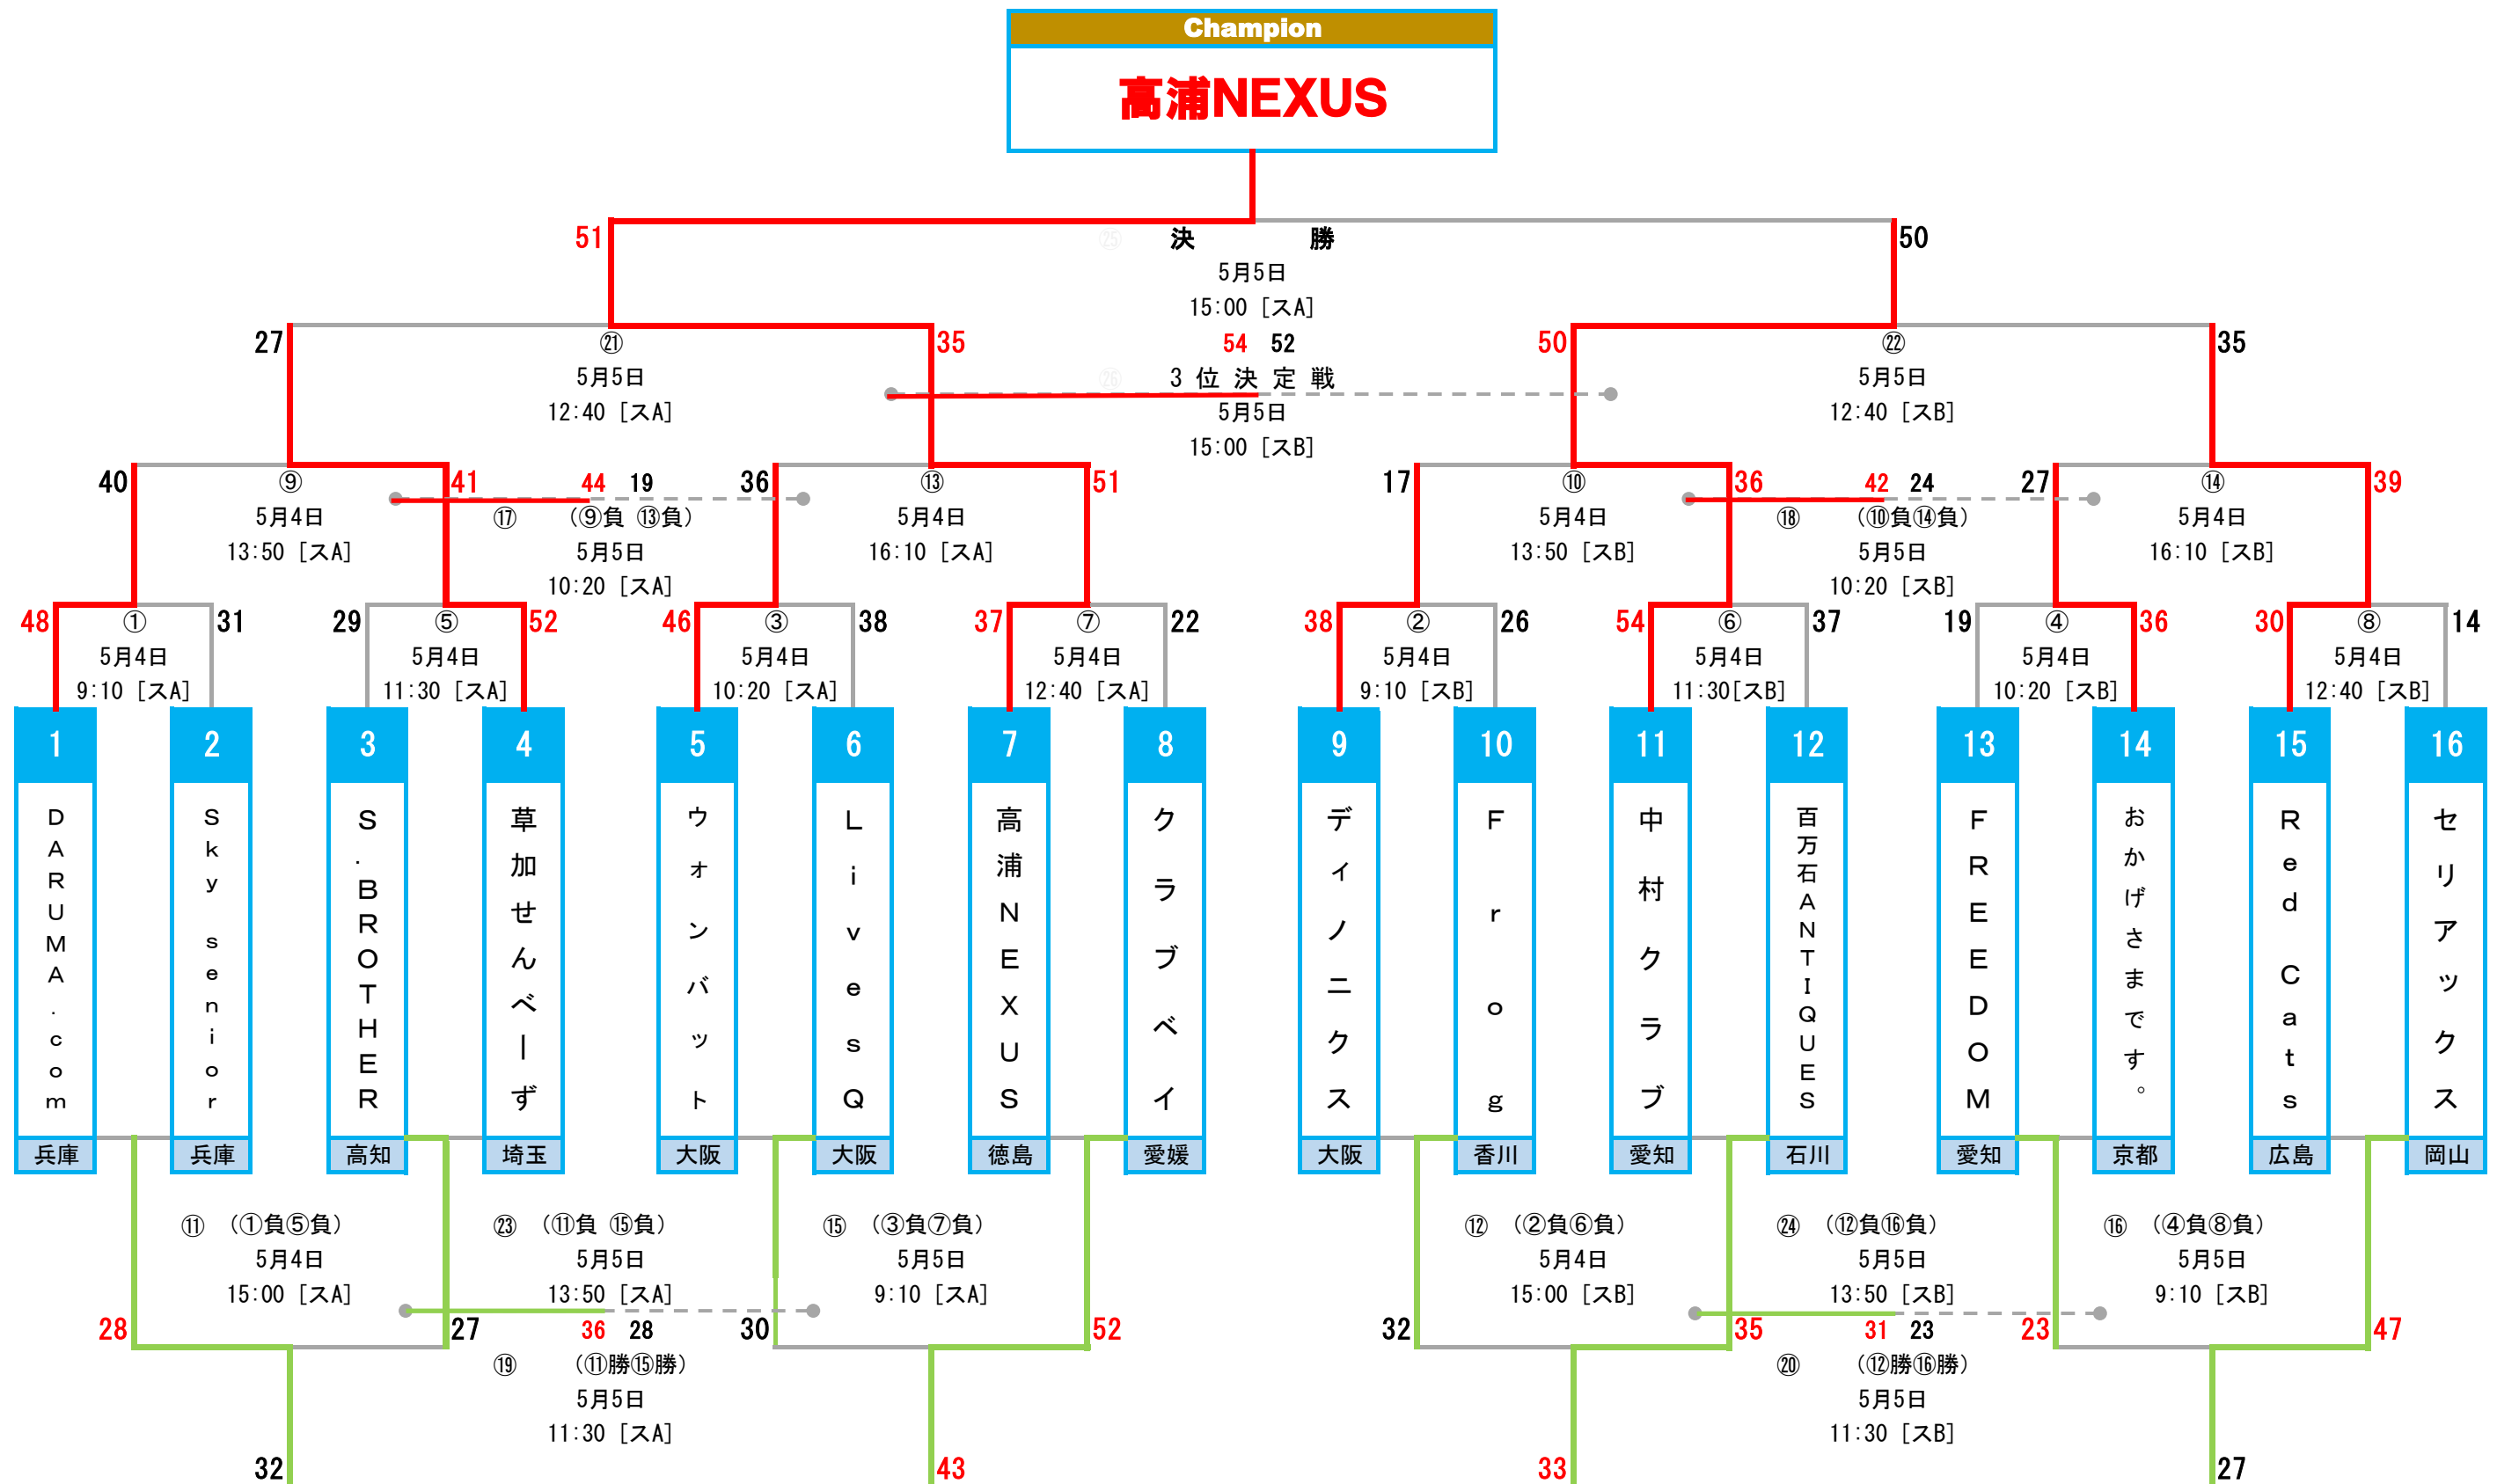 Champion
高浦NEXUS
51
㉕ 決 勝
50
5月5日
15:00 [スA]
27
㉑
35
54 52
50
㉒
35
5月5日
㉖ 3 位 決 定 戦
5月5日
12:40 [スA]
5月5日
12:40 [スB]
15:00 [スB]
40
⑨
41
44 19
36
⑬
51
17
⑩
36
42 24
27
⑭
39
5月4日
⑰ (⑨負 ⑬負)
5月4日
5月4日
⑱ (⑩負⑭負)
5月4日
13:50 [スA]
5月5日
16:10 [スA]
13:50 [スB]
5月5日
16:10 [スB]
10:20 [スA]
10:20 [スB]
48 ① 31
29 ⑤ 52
46 ③ 38
37 ⑦ 22
38 ② 26
54 ⑥ 37
19 ④ 36
30 ⑧ 14
5月4日
5月4日
5月4日
5月4日
5月4日
5月4日
5月4日
5月4日
9:10 [スA]
11:30 [スA]
10:20 [スA]
12:40 [スA]
9:10 [スB]
11:30[スB]
10:20 [スB]
12:40 [スB]
1
2
3
4
5
6
7
8
9
10
11
12
13
14
15
16
DARUMA.com
Sky senior
S.BROTHER
草加せんべーず
ウォンバット
LivesQ
高浦NEXUS
クラブベイ
ディノニクス
Frog
中村クラブ
百万石ANTIQUES
FREEDOM
おかげさまです。
Red Cats
セリアックス
兵庫
兵庫
高知
埼玉
大阪
大阪
徳島
愛媛
大阪
香川
愛知
石川
愛知
京都
広島
岡山
⑪ (①負⑤負)
㉓ (⑪負 ⑮負)
⑮ (③負⑦負)
⑫ (②負⑥負)
㉔ (⑫負⑯負)
⑯ (④負⑧負)
5月4日
5月5日
5月5日
5月4日
5月5日
5月5日
15:00 [スA]
13:50 [スA]
9:10 [スA]
15:00 [スB]
13:50 [スB]
9:10 [スB]
28
27
36 28
30
52
32
35
31 23
23
47
⑲ (⑪勝⑮勝)
⑳ (⑫勝⑯勝)
5月5日
5月5日
11:30 [スA]
11:30 [スB]
32
43
33
27